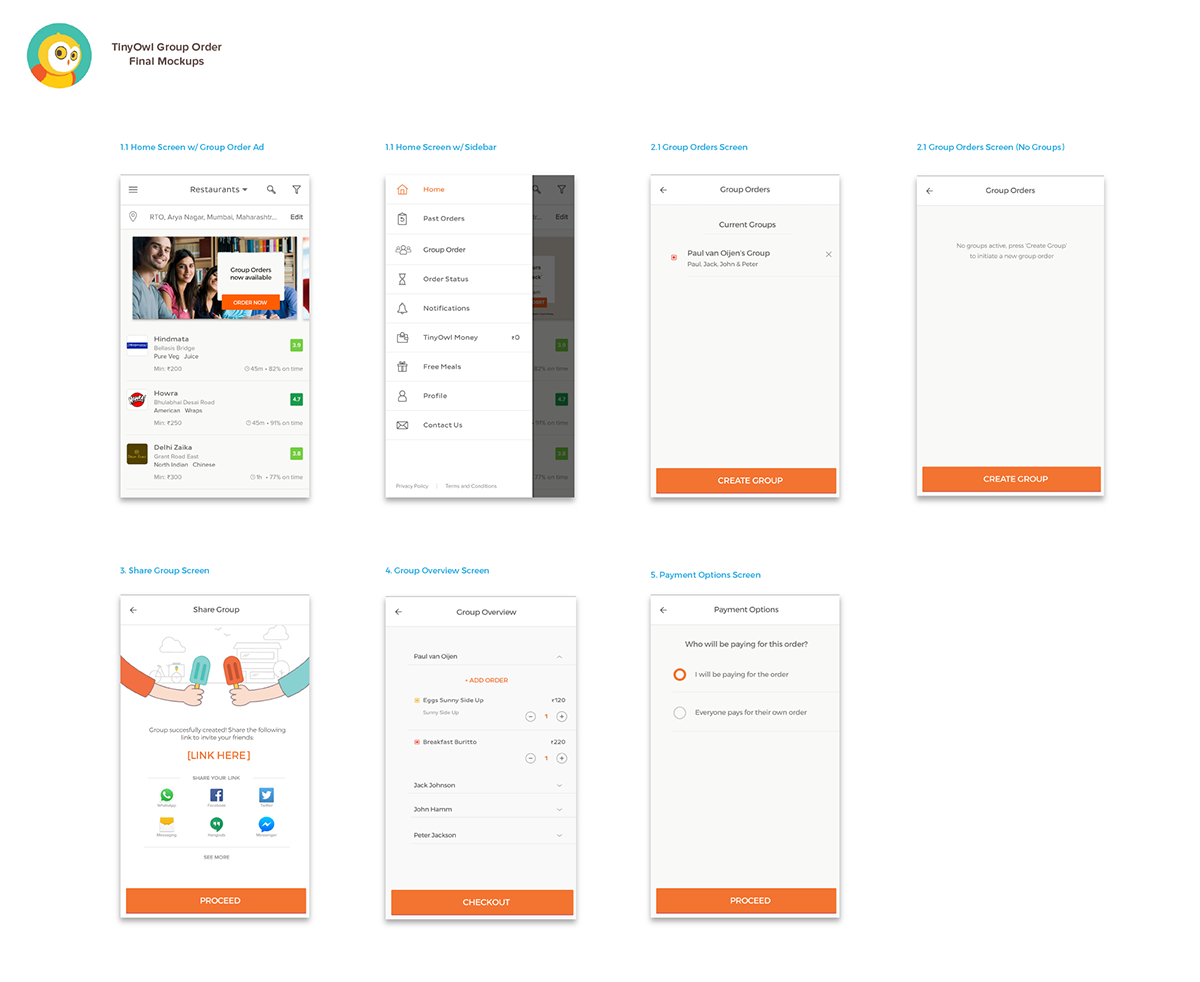 TinyOwl Group Order
Final Mockups
1.1 Home Screen w/ Group Order Ad
Restaurants
RTO, Arya Nagar, Mumbai, Maharashtr...
Edit
Group Orders
now available
ORDER NOW
Hindmata
3.9
Bellasis Bridge
Pure Veg Juice
Min: ₹200
45m • 82% on time
Howra
4.7
Bhulabhai Desai Road
American Wraps
Min: ₹250
45m • 91% on time
Delhi Zaika
3.8
Grant Road East
North Indian Chinese
Min: ₹300
1h • 77% on time
1.1 Home Screen w/ Sidebar
Home
Past Orders
Edit
Group Order
Order Status
Notifications
TinyOwl Money ₹0
Free Meals
82% on time
Profile
4.7
Contact Us
91% on time
77% on time
Privacy Policy
Terms and Conditions
2.1 Group Orders Screen
Group Orders
Current Groups
Paul van Oijen's Group
Paul, Jack, John & Peter
CREATE GROUP
2.1 Group Orders Screen (No Groups)
Group Orders
No groups active, press 'Create Group'
to initiate a new group order
CREATE GROUP
3. Share Group Screen
Share Group
Group succesfully created! Share the following
link to invite your friends:
[LINK HERE]
SHARE YOUR LINK
WhatsApp
Facebook
Twitter
Messaging
Hangouts
Messenger
SEE MORE
PROCEED
4. Group Overview Screen
Group Overview
Paul van Oijen
+ ADD ORDER
Eggs Sunny Side Up ₹120
Sunny Side Up
1
Breakfast Buritto ₹220
1
Jack Johnson
John Hamm
Peter Jackson
CHECKOUT
5. Payment Options Screen
Payment Options
Who will be paying for this order?
I will be paying for the order
Everyone pays for their own order
PROCEED